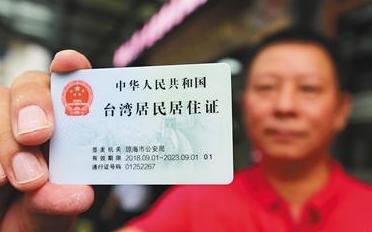 中华人民共和国
台湾居民居住证
签发机关 琼海市公安局
有效期限 2018.09.01~2023.09.01 01
通行证号码 01252267